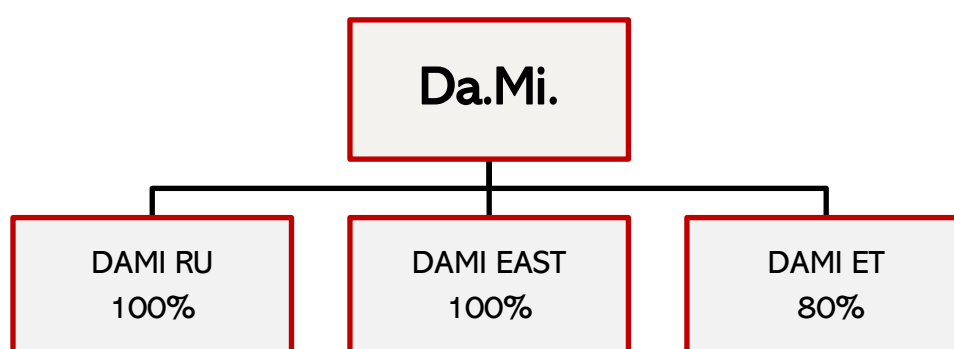 Da.Mi.
DAMI RU
100%
DAMI EAST
100%
DAMI ET
80%